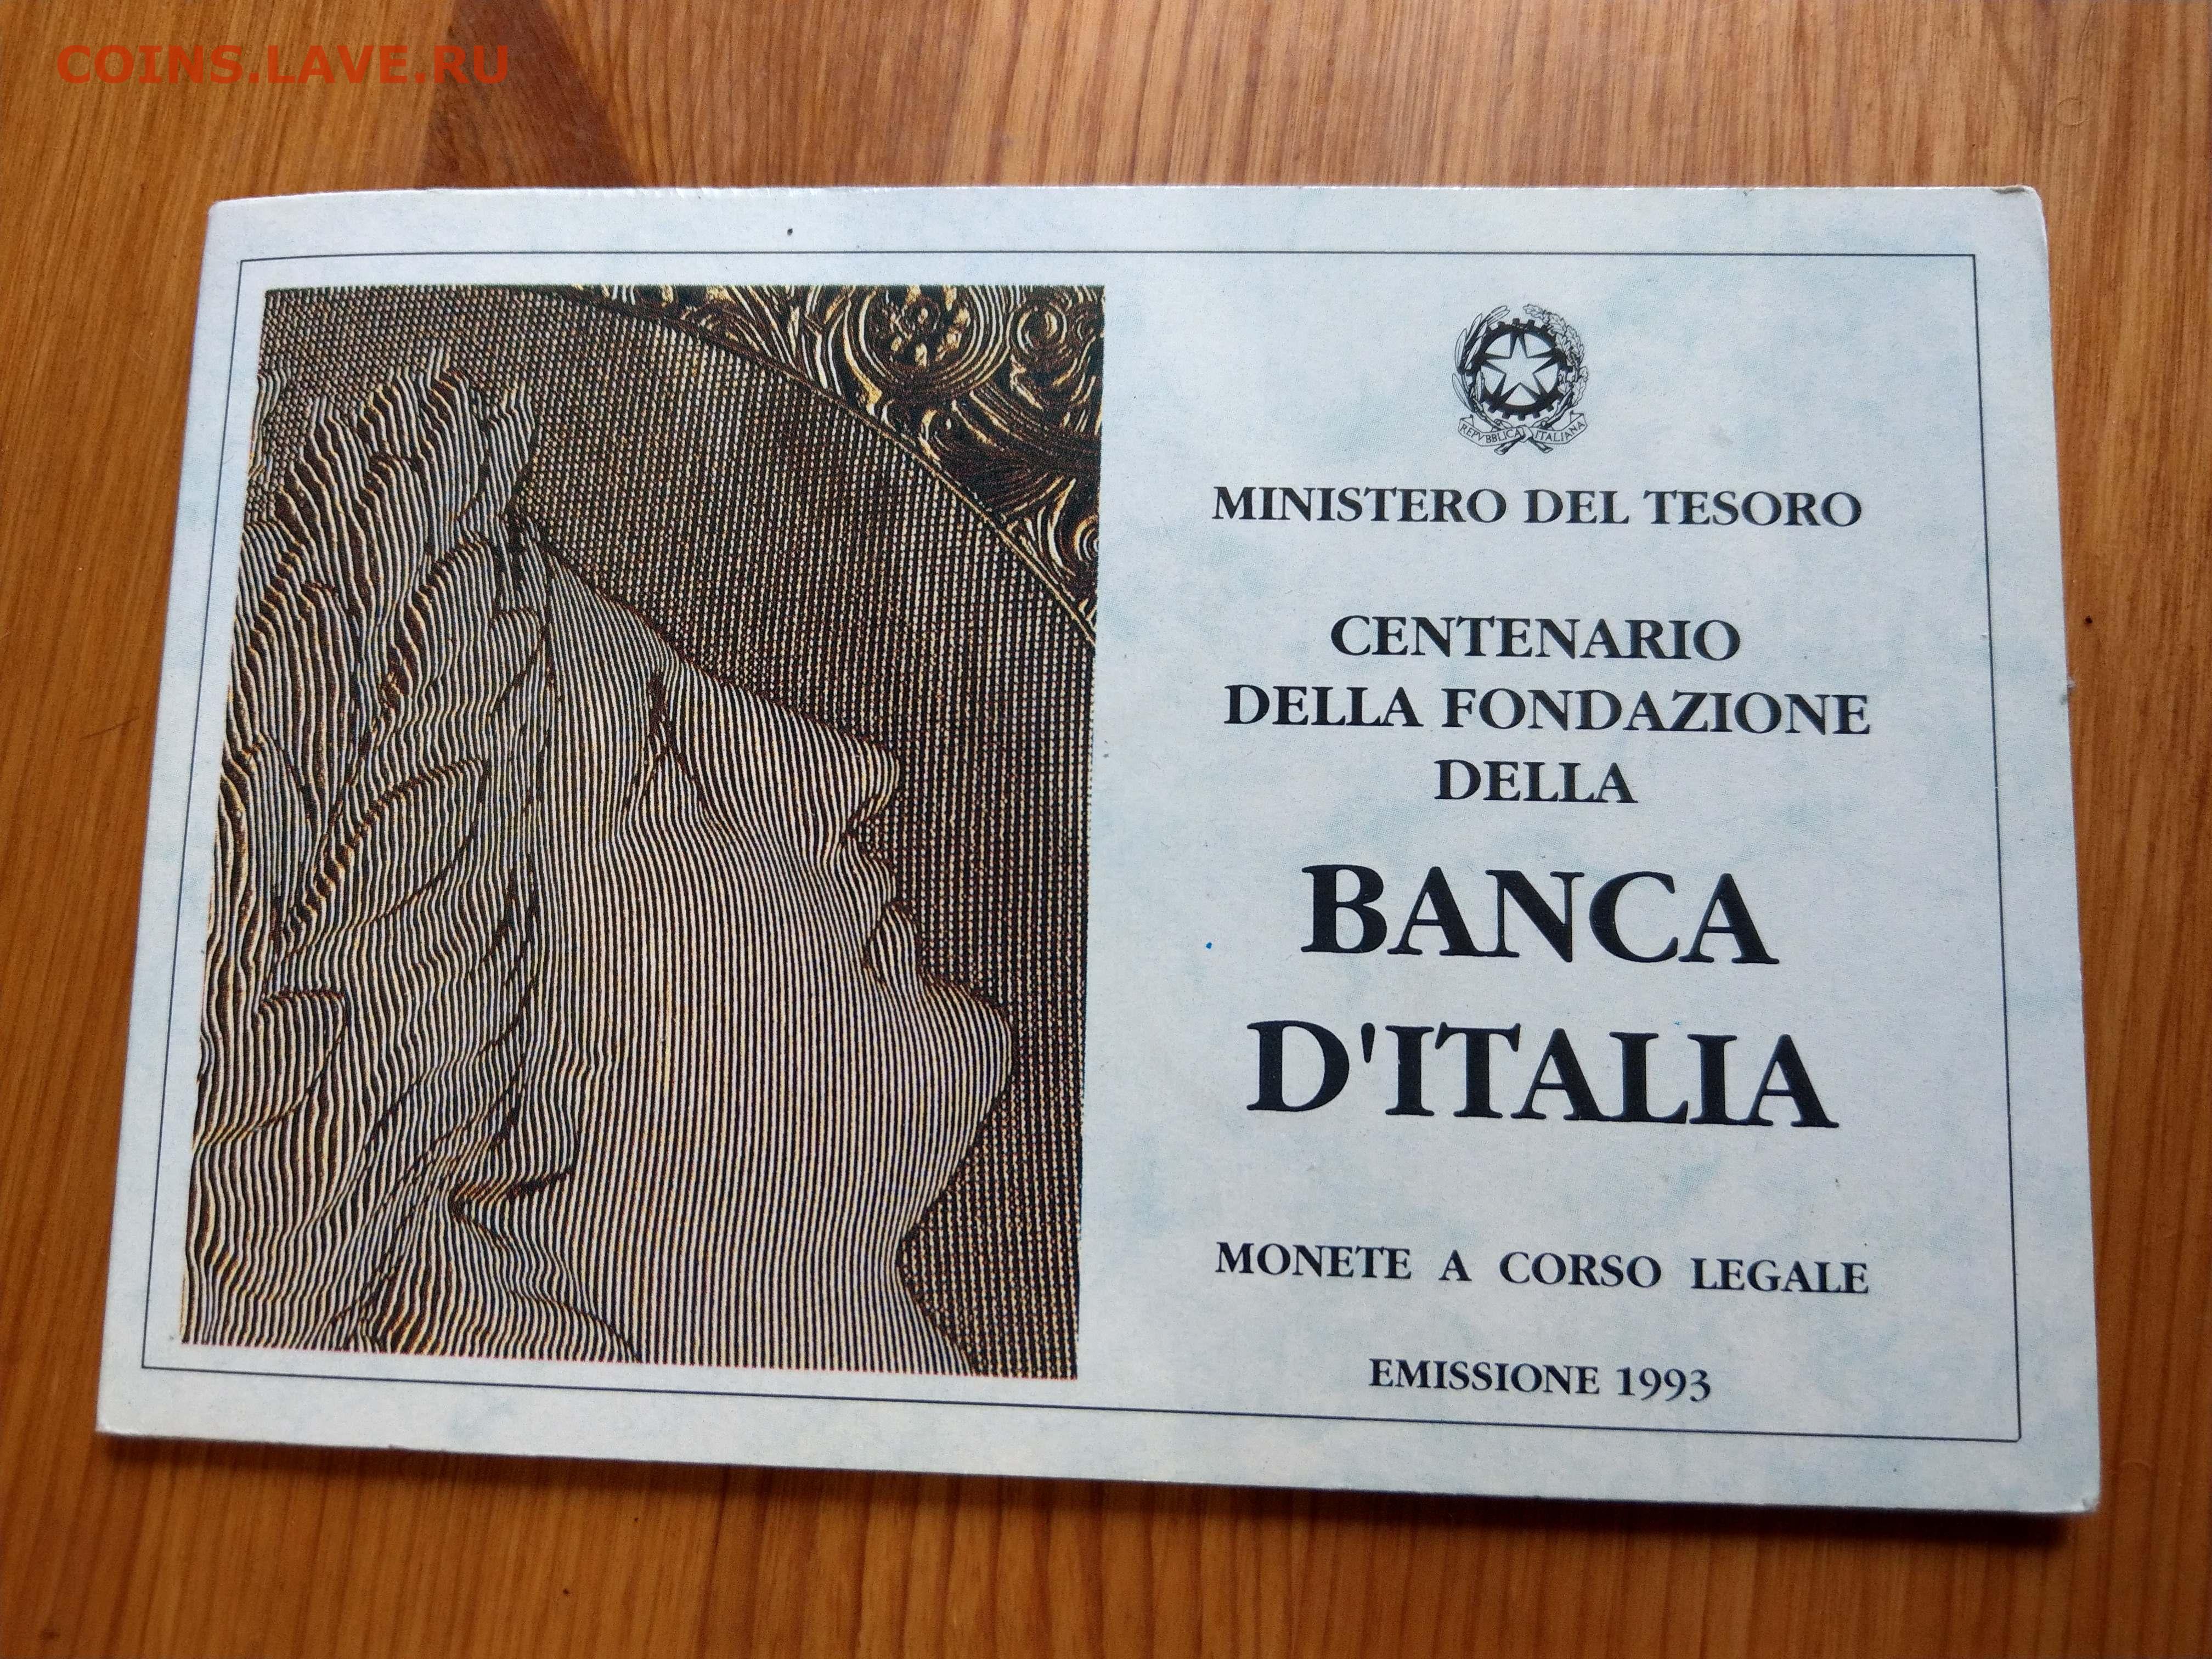 COINS.LAVE.RU
REPVBBLICA ITALIANA
MINISTERO DEL TESORO
CENTENARIO
DELLA FONDAZIONE
DELLA
BANCA
D'ITALIA
MONETE A CORSO LEGALE
EMISSIONE 1993